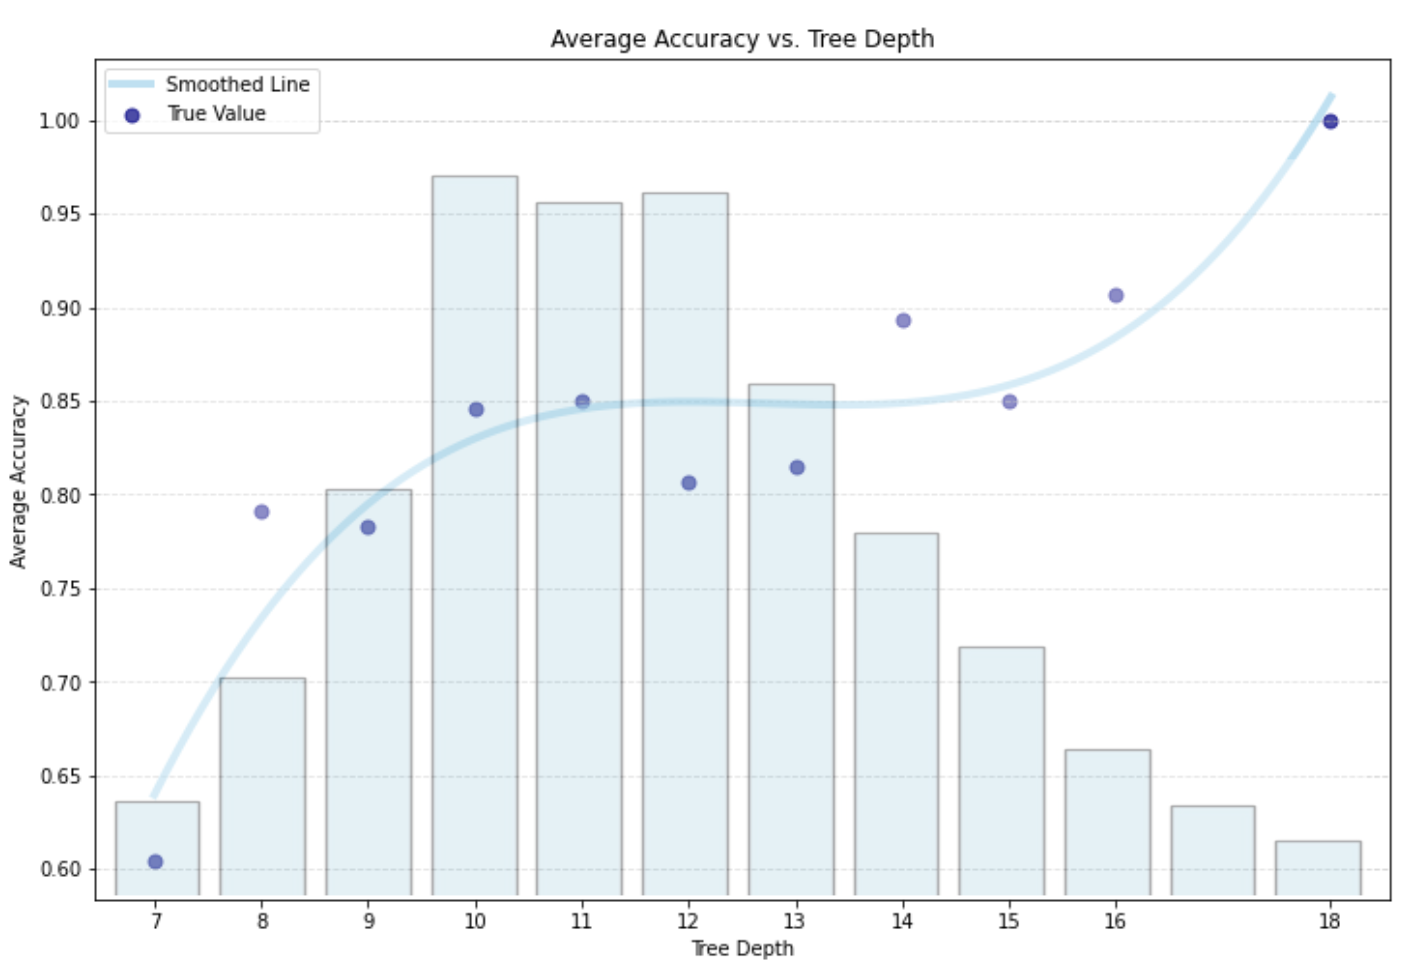 Average Accuracy vs. Tree Depth
Smoothed Line
True Value
1.00
0.95
0.90
0.85
0.80
0.75
0.70
0.65
0.60
Average Accuracy
7 8 9 10 11 12 13 14 15 16 18
Tree Depth